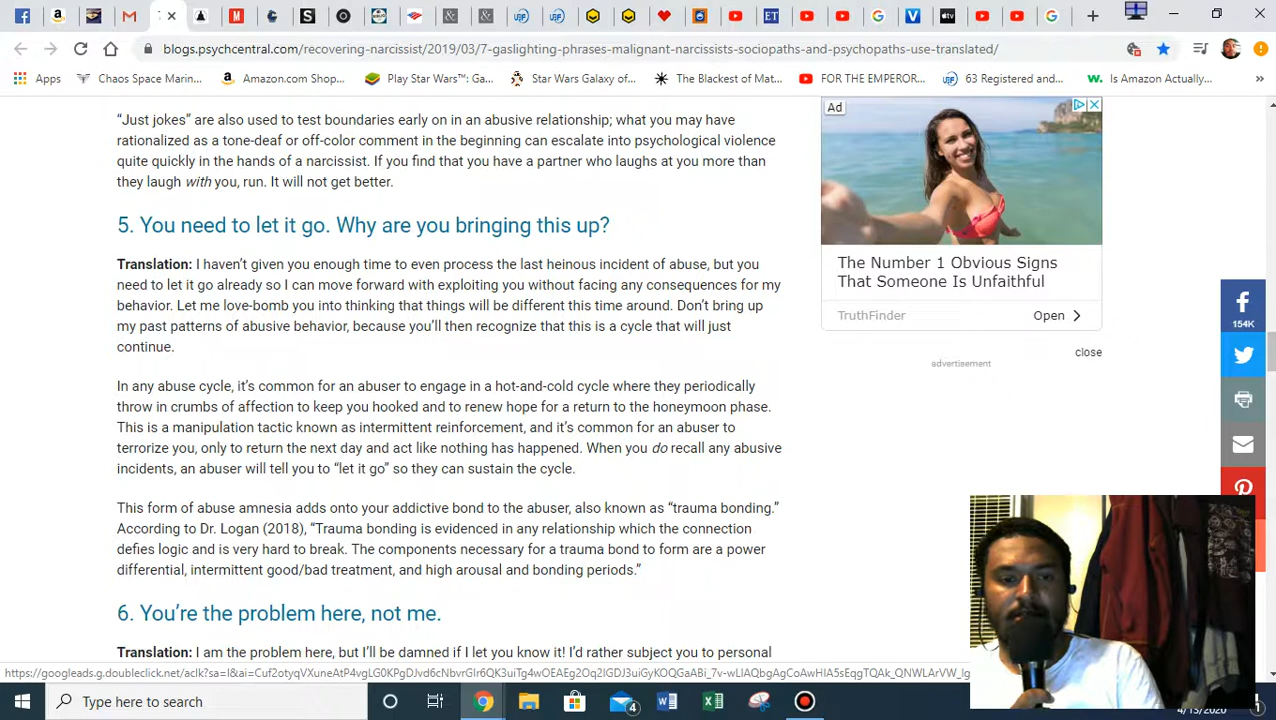 blogs.psychcentral.com/recovering-narcissist/2019/03/7-gaslighting-phrases-malignant-narcissists-sociopaths-and-psychopaths-use-translated/
Apps
Chaos Space Marin...
Amazon.com Shop...
Play Star Wars™: Ga...
Star Wars Galaxy of...
The Blackest of Mat...
FOR THE EMPEROR...
63 Registered and...
Is Amazon Actually...
“Just jokes” are also used to test boundaries early on in an abusive relationship; what you may have
rationalized as a tone-deaf or off-color comment in the beginning can escalate into psychological violence
quite quickly in the hands of a narcissist. If you find that you have a partner who laughs at you more than
they laugh with you, run. It will not get better.
5. You need to let it go. Why are you bringing this up?
Translation: I haven’t given you enough time to even process the last heinous incident of abuse, but you
need to let it go already so I can move forward with exploiting you without facing any consequences for my
behavior. Let me love-bomb you into thinking that things will be different this time around. Don’t bring up
my past patterns of abusive behavior, because you’ll then recognize that this is a cycle that will just
continue.
In any abuse cycle, it’s common for an abuser to engage in a hot-and-cold cycle where they periodically
throw in crumbs of affection to keep you hooked and to renew hope for a return to the honeymoon phase.
This is a manipulation tactic known as intermittent reinforcement, and it’s common for an abuser to
terrorize you, only to return the next day and act like nothing has happened. When you do recall any abusive
incidents, an abuser will tell you to “let it go” so they can sustain the cycle.
This form of abuse amnesia adds onto your addictive bond to the abuser, also known as “trauma bonding.”
According to Dr. Logan (2018), “Trauma bonding is evidenced in any relationship which the connection
defies logic and is very hard to break. The components necessary for a trauma bond to form are a power
differential, intermittent good/bad treatment, and high arousal and bonding periods.”
6. You’re the problem here, not me.
Translation: I am the problem here, but I’ll be damned if I let you know it! I’d rather subject you to personal
Ad
The Number 1 Obvious Signs
That Someone Is Unfaithful
TruthFinder
Open
close
advertisement
154K
Type here to search
4
4/13/2020